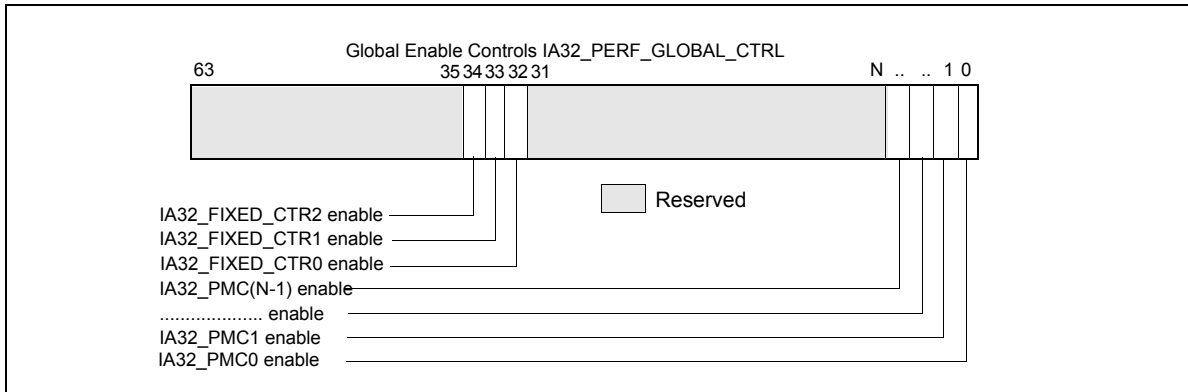 Global Enable Controls IA32_PERF_GLOBAL_CTRL
63 35 34 33 32 31 N .. .. 1 0
Reserved
IA32_FIXED_CTR2 enable
IA32_FIXED_CTR1 enable
IA32_FIXED_CTR0 enable
IA32_PMC(N-1) enable
.................... enable
IA32_PMC1 enable
IA32_PMC0 enable